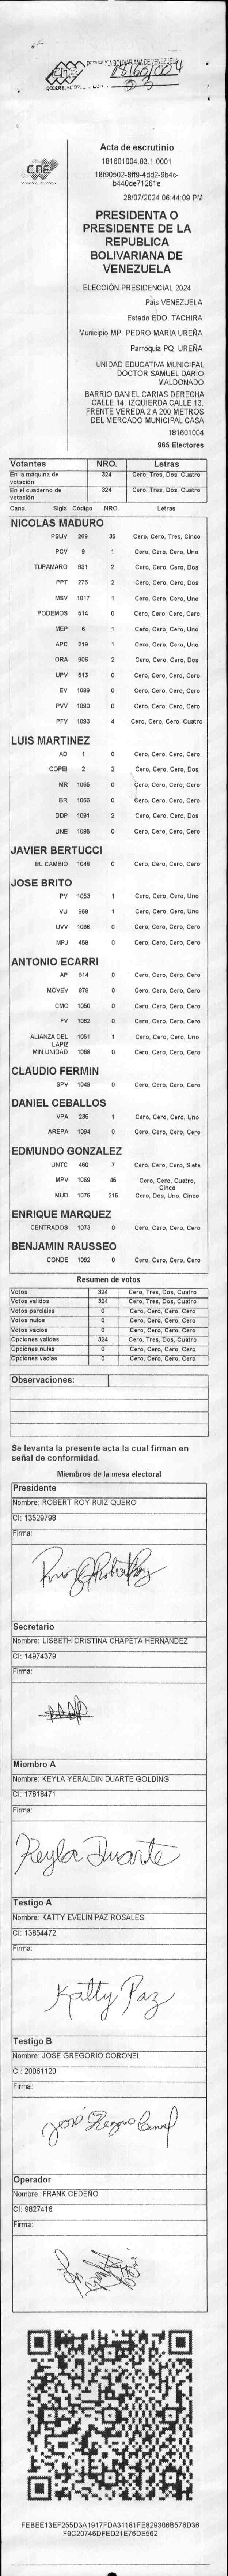 CNE
181601004
Acta de escrutinio
181601004.03.1.0001
18f90502-8ff9-4dd2-9b4c-
b440de71261e
28/07/2024 06:44:09 PM
PRESIDENTA O
PRESIDENTE DE LA
REPUBLICA
BOLIVARIANA DE
VENEZUELA
ELECCIÓN PRESIDENCIAL 2024
País VENEZUELA
Estado EDO. TACHIRA
Municipio MP. PEDRO MARIA UREÑA
Parroquia PQ. UREÑA
UNIDAD EDUCATIVA MUNICIPAL
DOCTOR SAMUEL DARIO
MALDONADO
BARRIO DANIEL CARIAS DERECHA
CALLE 14. IZQUIERDA CALLE 13.
FRENTE VEREDA 2 A 200 METROS
DEL MERCADO MUNICIPAL CASA
181601004
965 Electores
Votantes NRO. Letras
En la máquina de votación 324 Cero, Tres, Dos, Cuatro
En el cuaderno de votación 324 Cero, Tres, Dos, Cuatro
Cand. Sigla Código NRO. Letras
NICOLAS MADURO
PSUV 269 35 Cero, Cero, Tres, Cinco
PCV 9 1 Cero, Cero, Cero, Uno
TUPAMARO 931 2 Cero, Cero, Cero, Dos
PPT 276 2 Cero, Cero, Cero, Dos
MSV 1017 1 Cero, Cero, Cero, Uno
PODEMOS 514 0 Cero, Cero, Cero, Cero
MEP 6 1 Cero, Cero, Cero, Uno
APC 219 1 Cero, Cero, Cero, Uno
ORA 906 2 Cero, Cero, Cero, Dos
UPV 513 0 Cero, Cero, Cero, Cero
EV 1089 0 Cero, Cero, Cero, Cero
PVV 1090 0 Cero, Cero, Cero, Cero
PFV 1093 4 Cero, Cero, Cero, Cuatro
LUIS MARTINEZ
AD 1 0 Cero, Cero, Cero, Cero
COPEI 2 2 Cero, Cero, Cero, Dos
MR 1065 0 Cero, Cero, Cero, Cero
BR 1066 0 Cero, Cero, Cero, Cero
DDP 1091 2 Cero, Cero, Cero, Dos
UNE 1095 0 Cero, Cero, Cero, Cero
JAVIER BERTUCCI
EL CAMBIO 1048 0 Cero, Cero, Cero, Cero
JOSE BRITO
PV 1053 1 Cero, Cero, Cero, Uno
VU 868 1 Cero, Cero, Cero, Uno
UVV 1096 0 Cero, Cero, Cero, Cero
MPJ 458 0 Cero, Cero, Cero, Cero
ANTONIO ECARRI
AP 914 0 Cero, Cero, Cero, Cero
MOVEV 878 0 Cero, Cero, Cero, Cero
CMC 1050 0 Cero, Cero, Cero, Cero
FV 1062 0 Cero, Cero, Cero, Cero
ALIANZA DEL LAPIZ 1061 1 Cero, Cero, Cero, Uno
MIN UNIDAD 1068 0 Cero, Cero, Cero, Cero
CLAUDIO FERMIN
SPV 1049 0 Cero, Cero, Cero, Cero
DANIEL CEBALLOS
VPA 236 1 Cero, Cero, Cero, Uno
AREPA 1094 0 Cero, Cero, Cero, Cero
EDMUNDO GONZALEZ
UNTC 460 7 Cero, Cero, Cero, Siete
MPV 1069 45 Cero, Cero, Cuatro, Cinco
MUD 1075 215 Cero, Dos, Uno, Cinco
ENRIQUE MARQUEZ
CENTRADOS 1073 0 Cero, Cero, Cero, Cero
BENJAMIN RAUSSEO
CONDE 1092 0 Cero, Cero, Cero, Cero
Resumen de votos
Votos 324 Cero, Tres, Dos, Cuatro
Votos validos 324 Cero, Tres, Dos, Cuatro
Votos parciales 0 Cero, Cero, Cero, Cero
Votos nulos 0 Cero, Cero, Cero, Cero
Votos vacios 0 Cero, Cero, Cero, Cero
Opciones validas 324 Cero, Tres, Dos, Cuatro
Opciones nulas 0 Cero, Cero, Cero, Cero
Opciones vacias 0 Cero, Cero, Cero, Cero
Observaciones:
Se levanta la presente acta la cual firman en
señal de conformidad.
Miembros de la mesa electoral
Presidente
Nombre: ROBERT ROY RUIZ QUERO
CI: 13529798
Firma:
Secretario
Nombre: LISBETH CRISTINA CHAPETA HERNANDEZ
CI: 14974379
Firma:
Miembro A
Nombre: KEYLA YERALDIN DUARTE GOLDING
CI: 17818471
Firma:
Keyla Duarte
Testigo A
Nombre: KATTY EVELIN PAZ ROSALES
CI: 13854472
Firma:
Katty Paz
Testigo B
Nombre: JOSE GREGORIO CORONEL
CI: 20061120
Firma:
Operador
Nombre: FRANK CEDEÑO
CI: 9827416
Firma:
FEBEE13EF255D3A1917FDA31181FE829306B576D36
F9C20746DFED21E76DE562